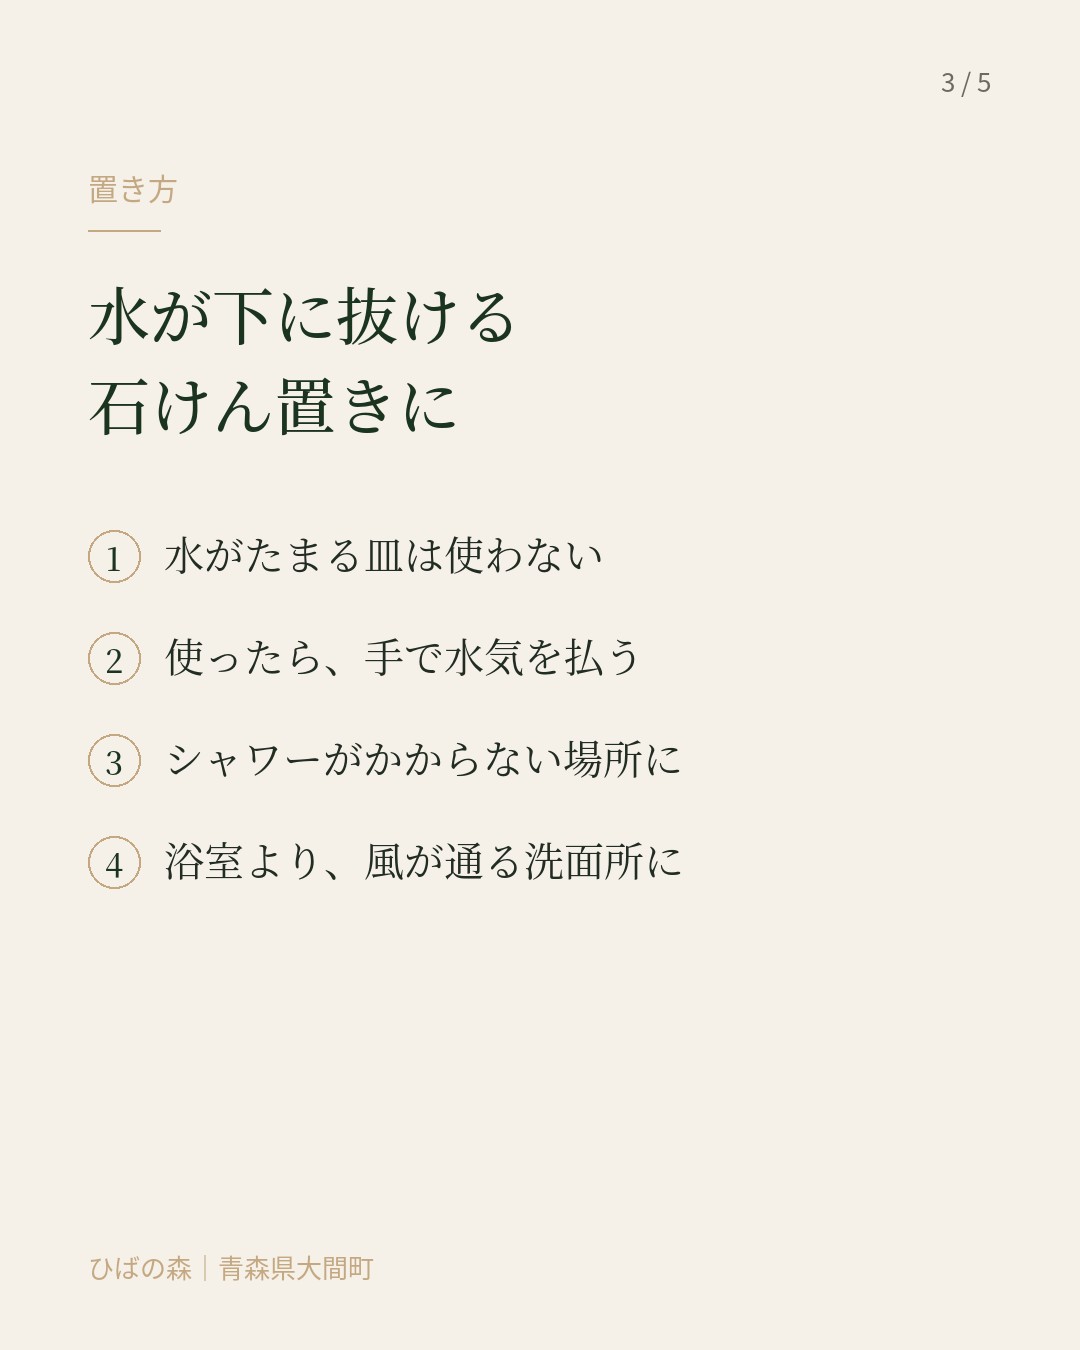 3 / 5
置き方
水が下に抜ける
石けん置きに
1 水がたまる皿は使わない
2 使ったら、手で水気を払う
3 シャワーがかからない場所に
4 浴室より、風が通る洗面所に
ひばの森｜青森県大間町